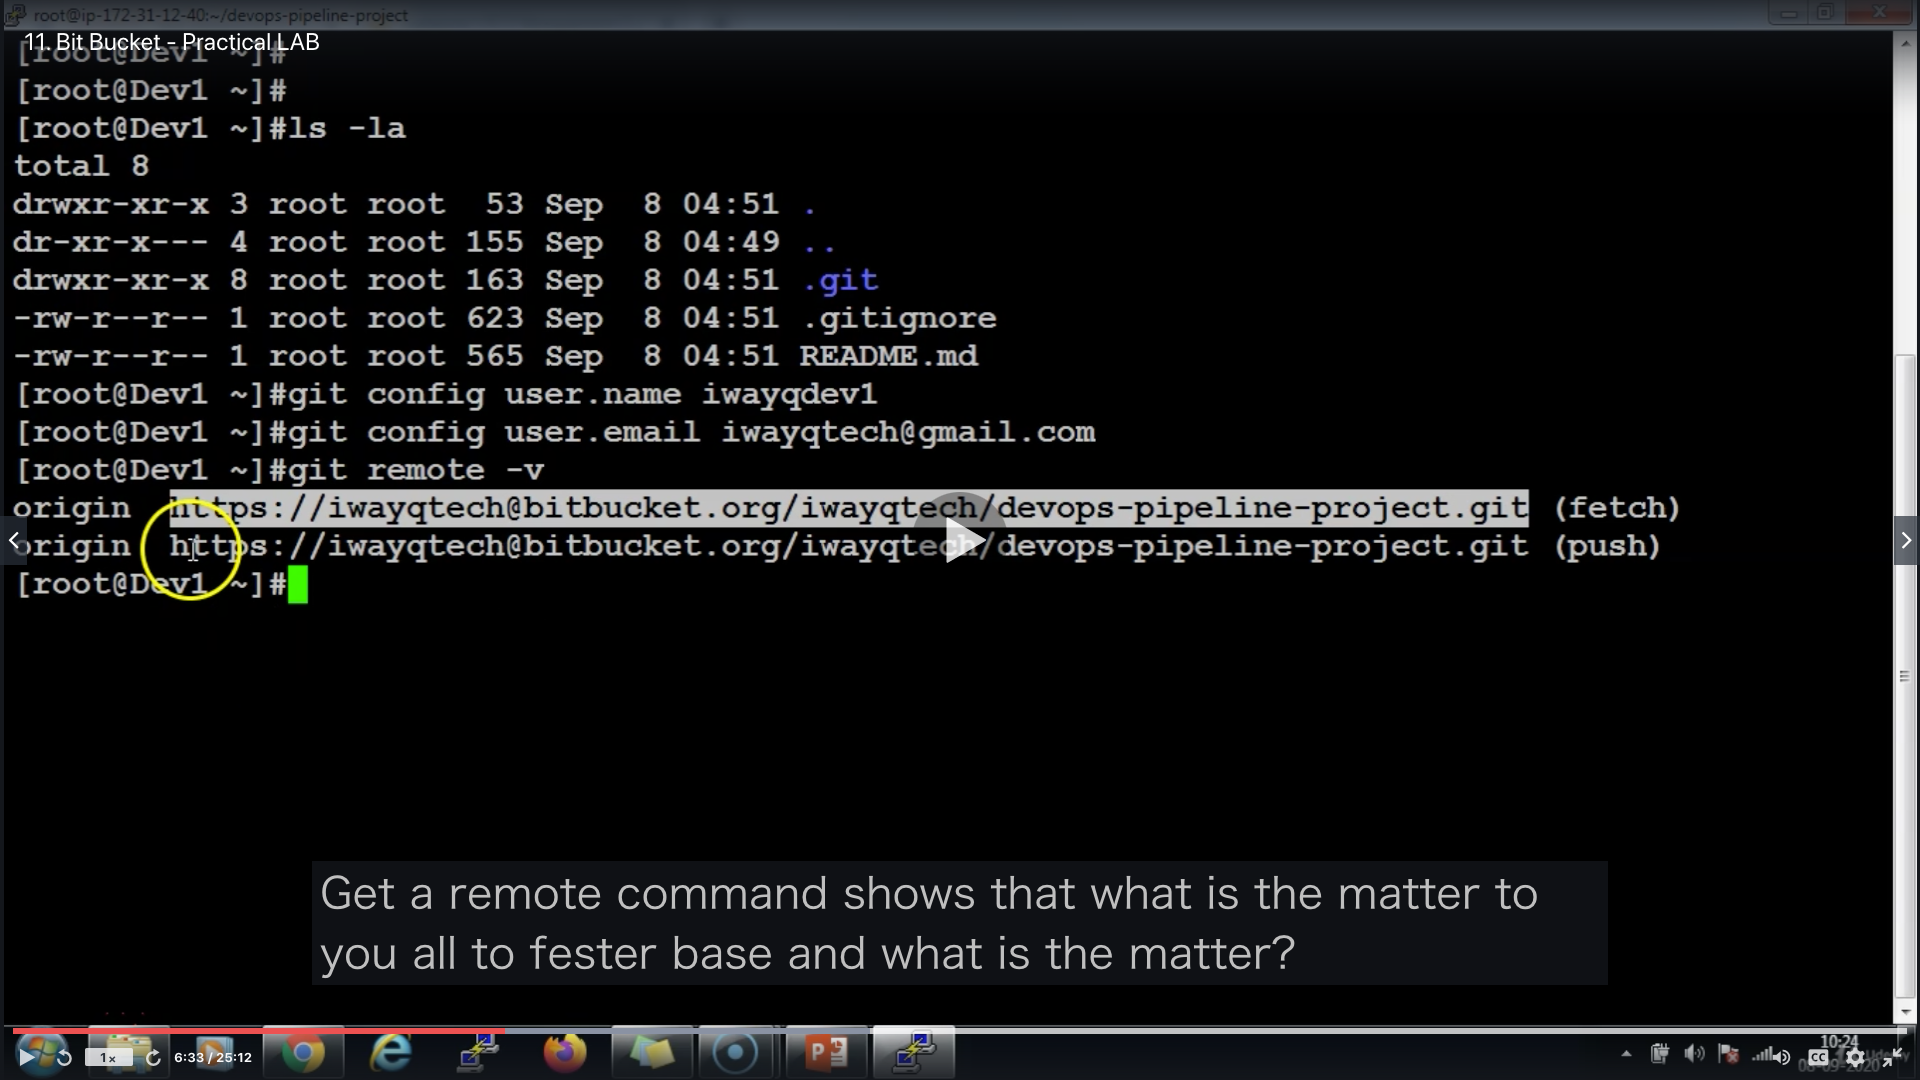 root@ip-172-31-12-40:~/devops-pipeline-project
11. Bit Bucket - Practical LAB
[root@Dev1 ~]#
[root@Dev1 ~]#
[root@Dev1 ~]#ls -la
total 8
drwxr-xr-x 3 root root  53 Sep  8 04:51 .
dr-xr-x--- 4 root root 155 Sep  8 04:49 ..
drwxr-xr-x 8 root root 163 Sep  8 04:51 .git
-rw-r--r-- 1 root root 623 Sep  8 04:51 .gitignore
-rw-r--r-- 1 root root 565 Sep  8 04:51 README.md
[root@Dev1 ~]#git config user.name iwayqdev1
[root@Dev1 ~]#git config user.email iwayqtech@gmail.com
[root@Dev1 ~]#git remote -v
origin  https://iwayqtech@bitbucket.org/iwayqtech/devops-pipeline-project.git (fetch)
origin  https://iwayqtech@bitbucket.org/iwayqtech/devops-pipeline-project.git (push)
[root@Dev1 ~]#
Get a remote command shows that what is the matter to
you all to fester base and what is the matter?
1x
6:33 / 25:12
10:24
CC
08-09-2020